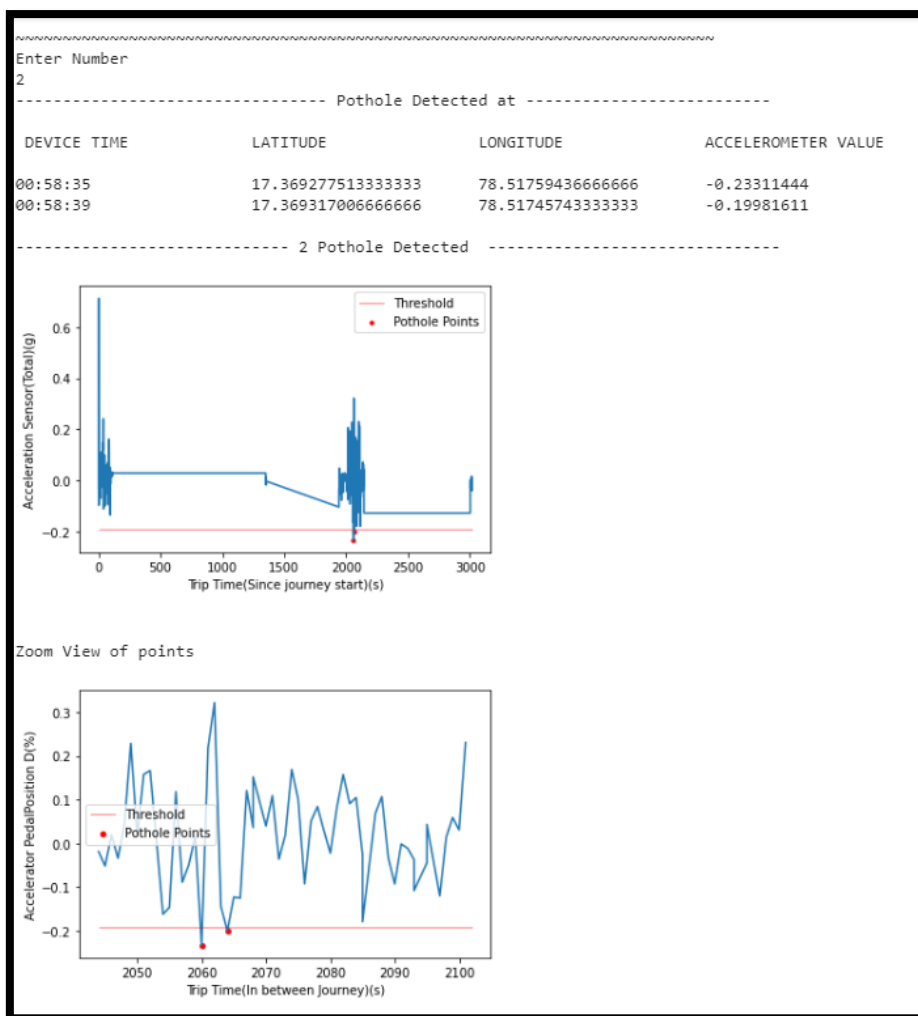 ~~~~~~~~~~~~~~~~~~~~~~~~~~~~~~~~~~~~~~~~~~~~~~~~~~~~~~~~~~~~~~~~~~~~~~~~~~
Enter Number
2
--------------------------------- Pothole Detected at --------------------------
DEVICE TIME LATITUDE LONGITUDE ACCELEROMETER VALUE
00:58:35 17.369277513333333 78.51759436666666 -0.23311444
00:58:39 17.369317006666666 78.51745743333333 -0.19981611
----------------------------- 2 Pothole Detected -------------------------------
Threshold
Pothole Points
Acceleration Sensor(Total)(g)
0.6
0.4
0.2
0.0
−0.2
0 500 1000 1500 2000 2500 3000
Trip Time(Since journey start)(s)
Zoom View of points
Accelerator PedalPosition D(%)
0.3
0.2
0.1
Threshold
Pothole Points
0.0
−0.1
−0.2
2050 2060 2070 2080 2090 2100
Trip Time(In between Journey)(s)